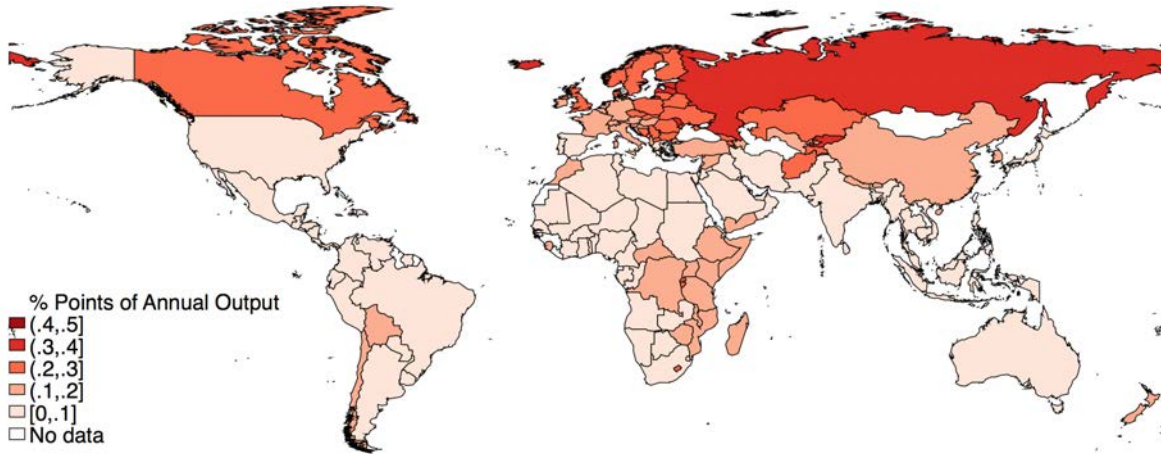 % Points of Annual Output
(.4,.5]
(.3,.4]
(.2,.3]
(.1,.2]
[0,.1]
No data